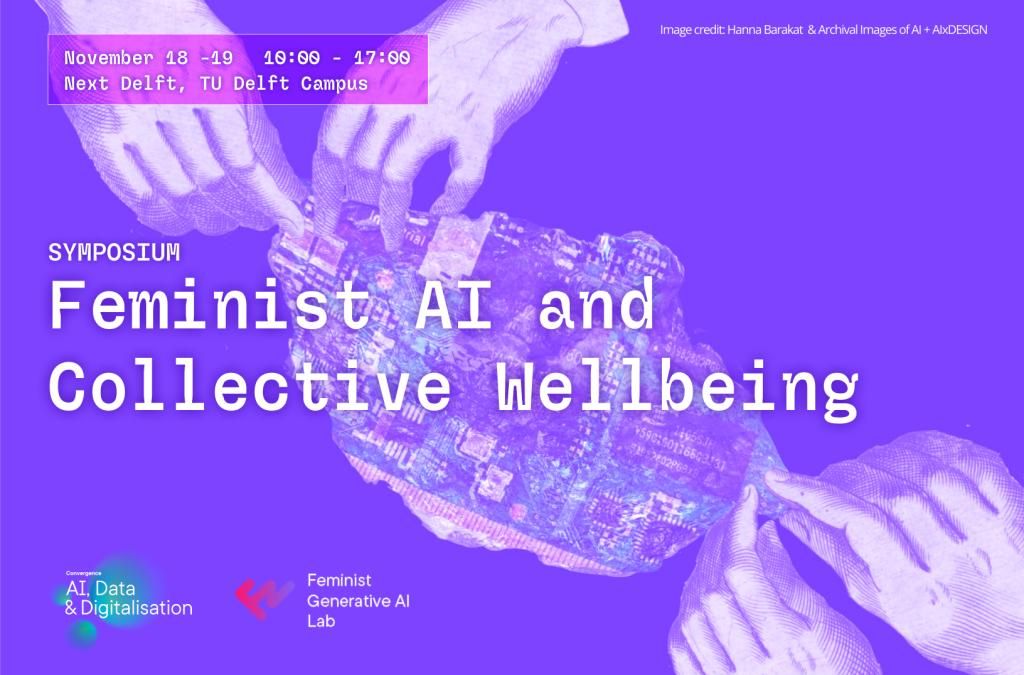 Image credit: Hanna Barakat & Archival Images of AI + AIxDESIGN
November 18 -19 10:00 - 17:00
Next Delft, TU Delft Campus
SYMPOSIUM
Feminist AI and
Collective Wellbeing
Convergence
AI, Data
& Digitalisation
Feminist
Generative AI
Lab